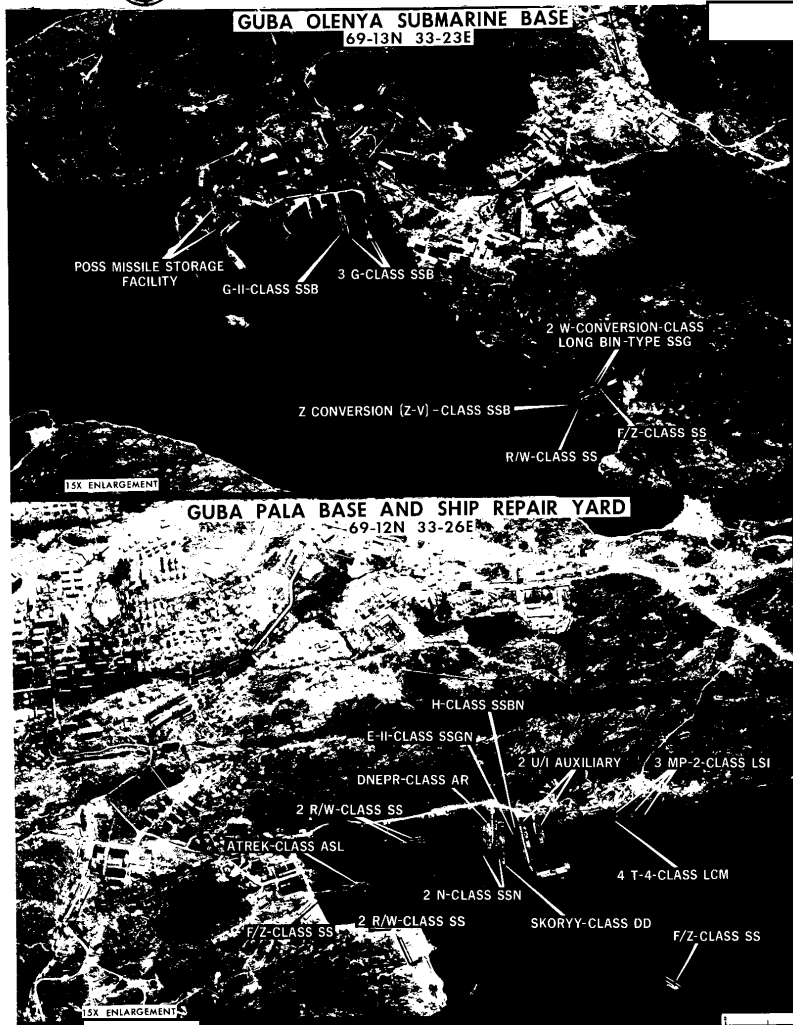 GUBA OLENYA SUBMARINE BASE
69-13N 33-23E
POSS MISSILE STORAGE
FACILITY
G-II-CLASS SSB
3 G-CLASS SSB
2 W-CONVERSION-CLASS
LONG BIN-TYPE SSG
Z CONVERSION (Z-V)-CLASS SSB
F/Z-CLASS SS
R/W-CLASS SS
15X ENLARGEMENT
GUBA PALA BASE AND SHIP REPAIR YARD
69-12N 33-26E
H-CLASS SSBN
E-II-CLASS SSGN
2 U/I AUXILIARY
3 MP-2-CLASS LSI
DNEPR-CLASS AR
2 R/W-CLASS SS
ATREK-CLASS ASL
4 T-4-CLASS LCM
2 N-CLASS SSN
SKORYY-CLASS DD
F/Z-CLASS SS
2 R/W-CLASS SS
F/Z-CLASS SS
15X ENLARGEMENT